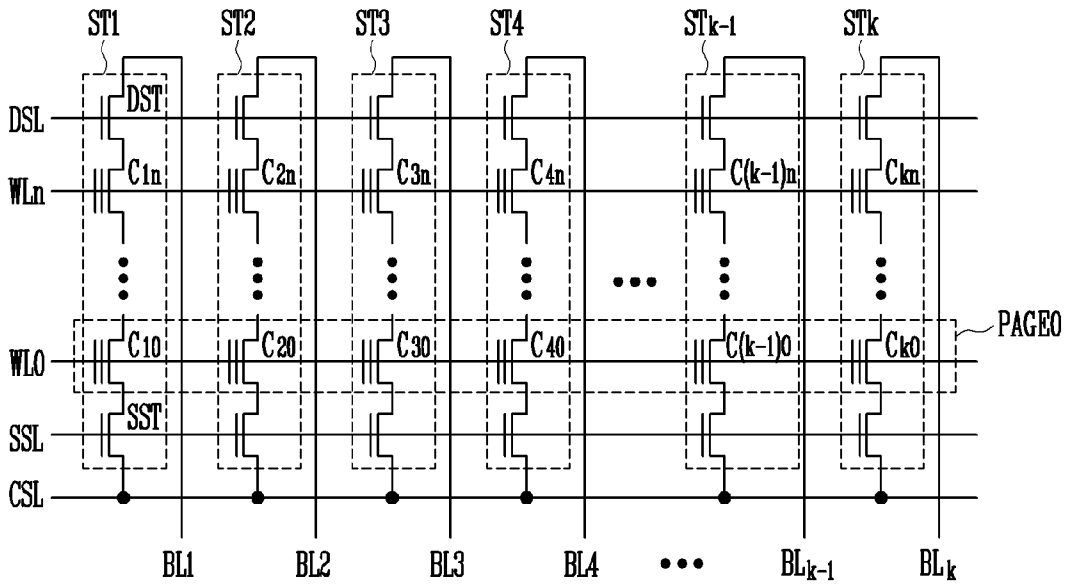 ST1 ST2 ST3 ST4 STk-1 STk
DSL DST
WLn C1n C2n C3n C4n C(k-1)n Ckn
PAGE0
WL0 C10 C20 C30 C40 C(k-1)0 Ck0
SST
SSL
CSL
BL1 BL2 BL3 BL4 ••• BLk-1 BLk